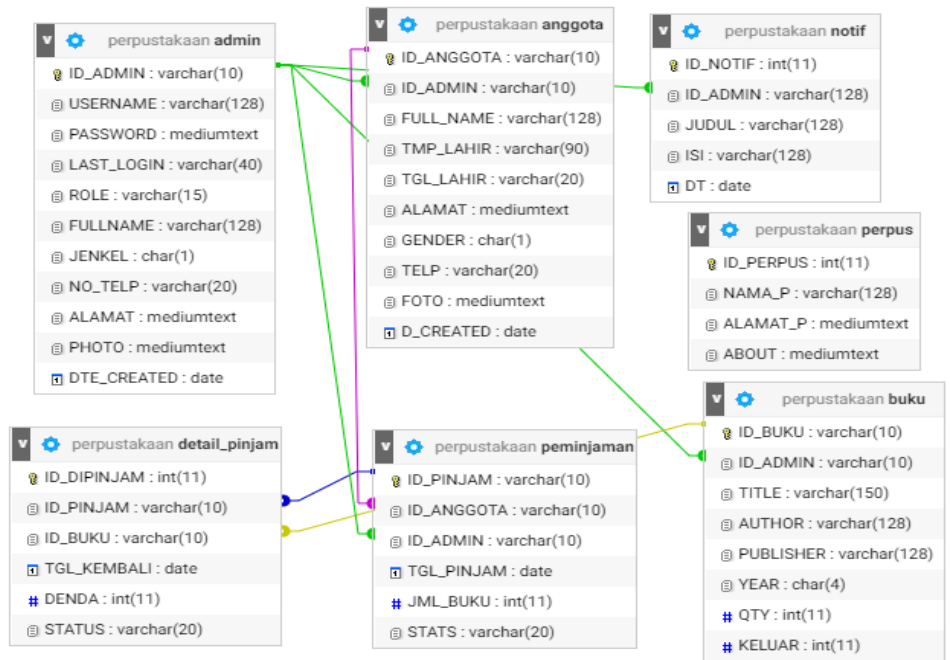 perpustakaan admin
ID_ADMIN : varchar(10)
USERNAME : varchar(128)
PASSWORD : mediumtext
LAST_LOGIN : varchar(40)
ROLE : varchar(15)
FULLNAME : varchar(128)
JENKEL : char(1)
NO_TELP : varchar(20)
ALAMAT : mediumtext
PHOTO : mediumtext
DTE_CREATED : date
perpustakaan anggota
ID_ANGGOTA : varchar(10)
ID_ADMIN : varchar(10)
FULL_NAME : varchar(128)
TMP_LAHIR : varchar(90)
TGL_LAHIR : varchar(20)
ALAMAT : mediumtext
GENDER : char(1)
TELP : varchar(20)
FOTO : mediumtext
D_CREATED : date
perpustakaan notif
ID_NOTIF : int(11)
ID_ADMIN : varchar(128)
JUDUL : varchar(128)
ISI : varchar(128)
DT : date
perpustakaan perpus
ID_PERPUS : int(11)
NAMA_P : varchar(128)
ALAMAT_P : mediumtext
ABOUT : mediumtext
perpustakaan detail_pinjam
ID_DIPINJAM : int(11)
ID_PINJAM : varchar(10)
ID_BUKU : varchar(10)
TGL_KEMBALI : date
# DENDA : int(11)
STATUS : varchar(20)
perpustakaan peminjaman
ID_PINJAM : varchar(10)
ID_ANGGOTA : varchar(10)
ID_ADMIN : varchar(10)
TGL_PINJAM : date
# JML_BUKU : int(11)
STATS : varchar(20)
perpustakaan buku
ID_BUKU : varchar(10)
ID_ADMIN : varchar(10)
TITLE : varchar(150)
AUTHOR : varchar(128)
PUBLISHER : varchar(128)
YEAR : char(4)
# QTY : int(11)
# KELUAR : int(11)